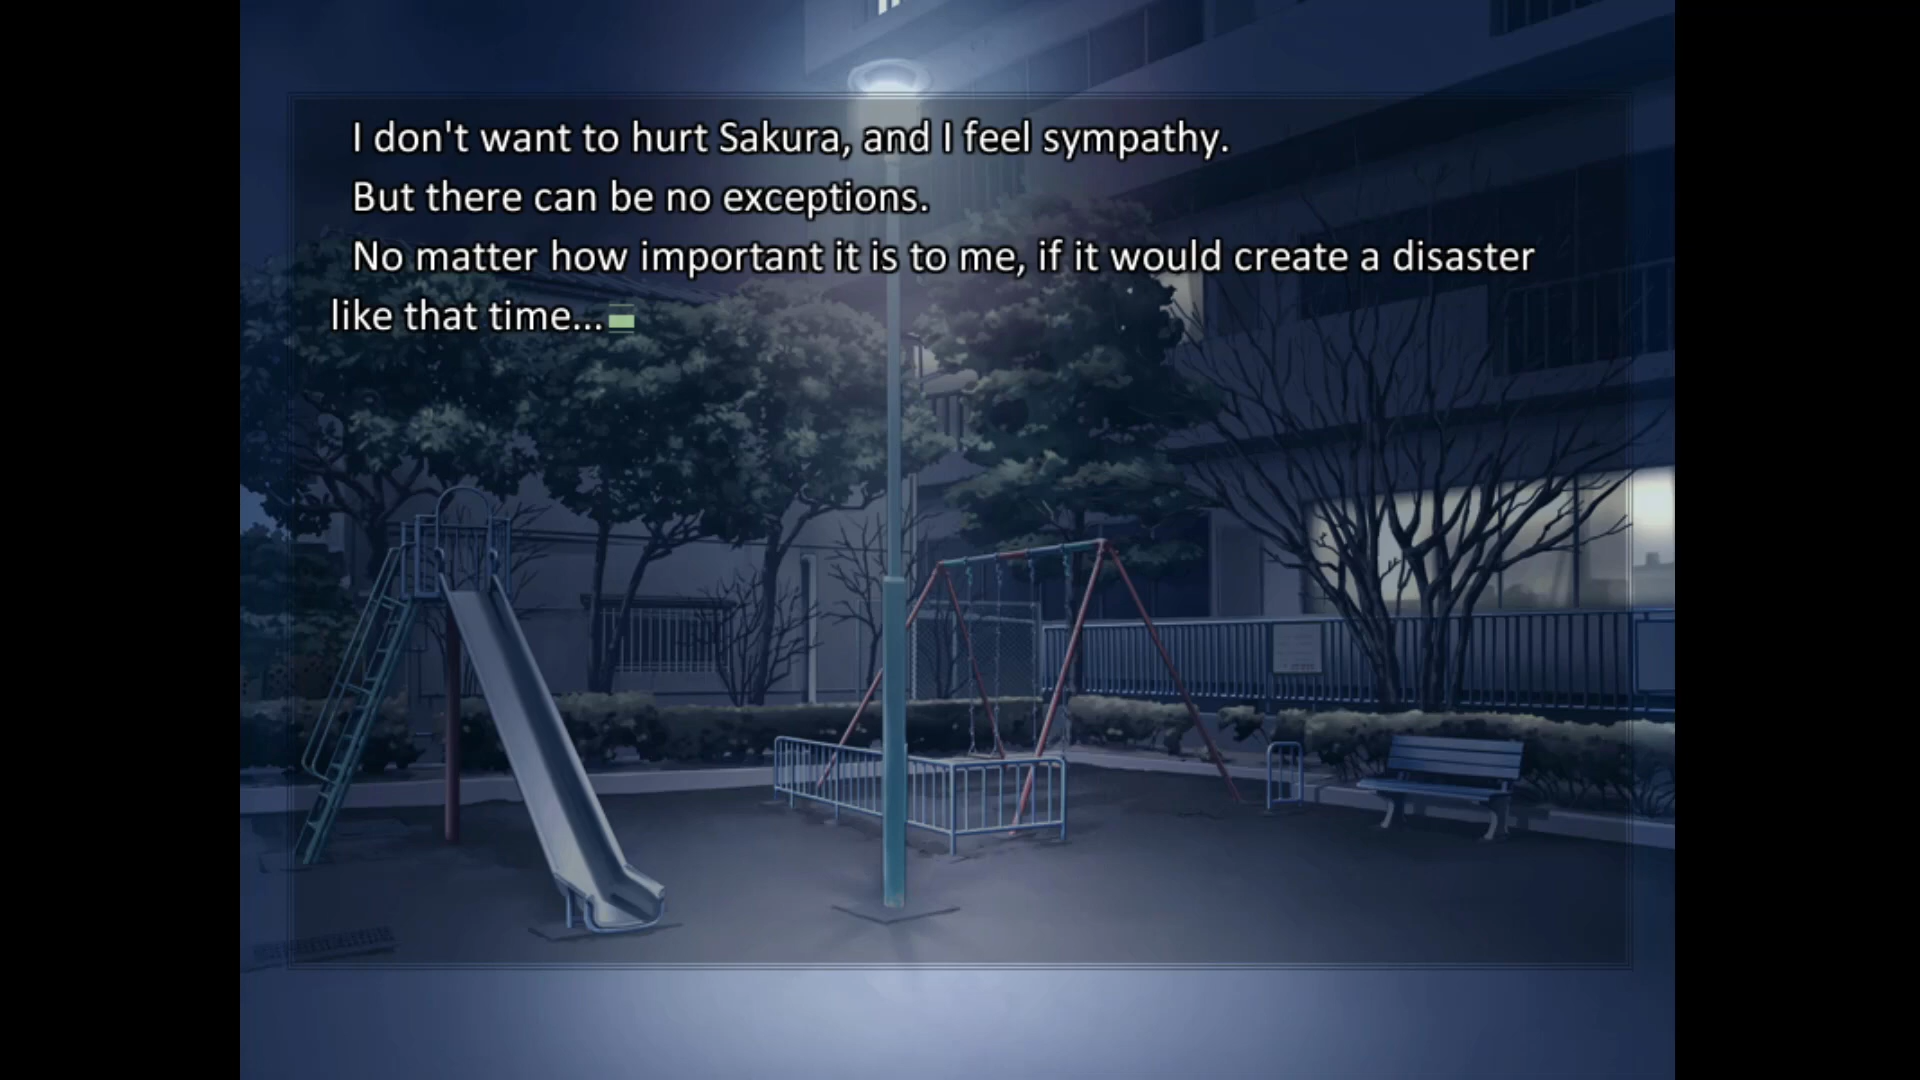 I don't want to hurt Sakura, and I feel sympathy.
But there can be no exceptions.
No matter how important it is to me, if it would create a disaster
like that time...